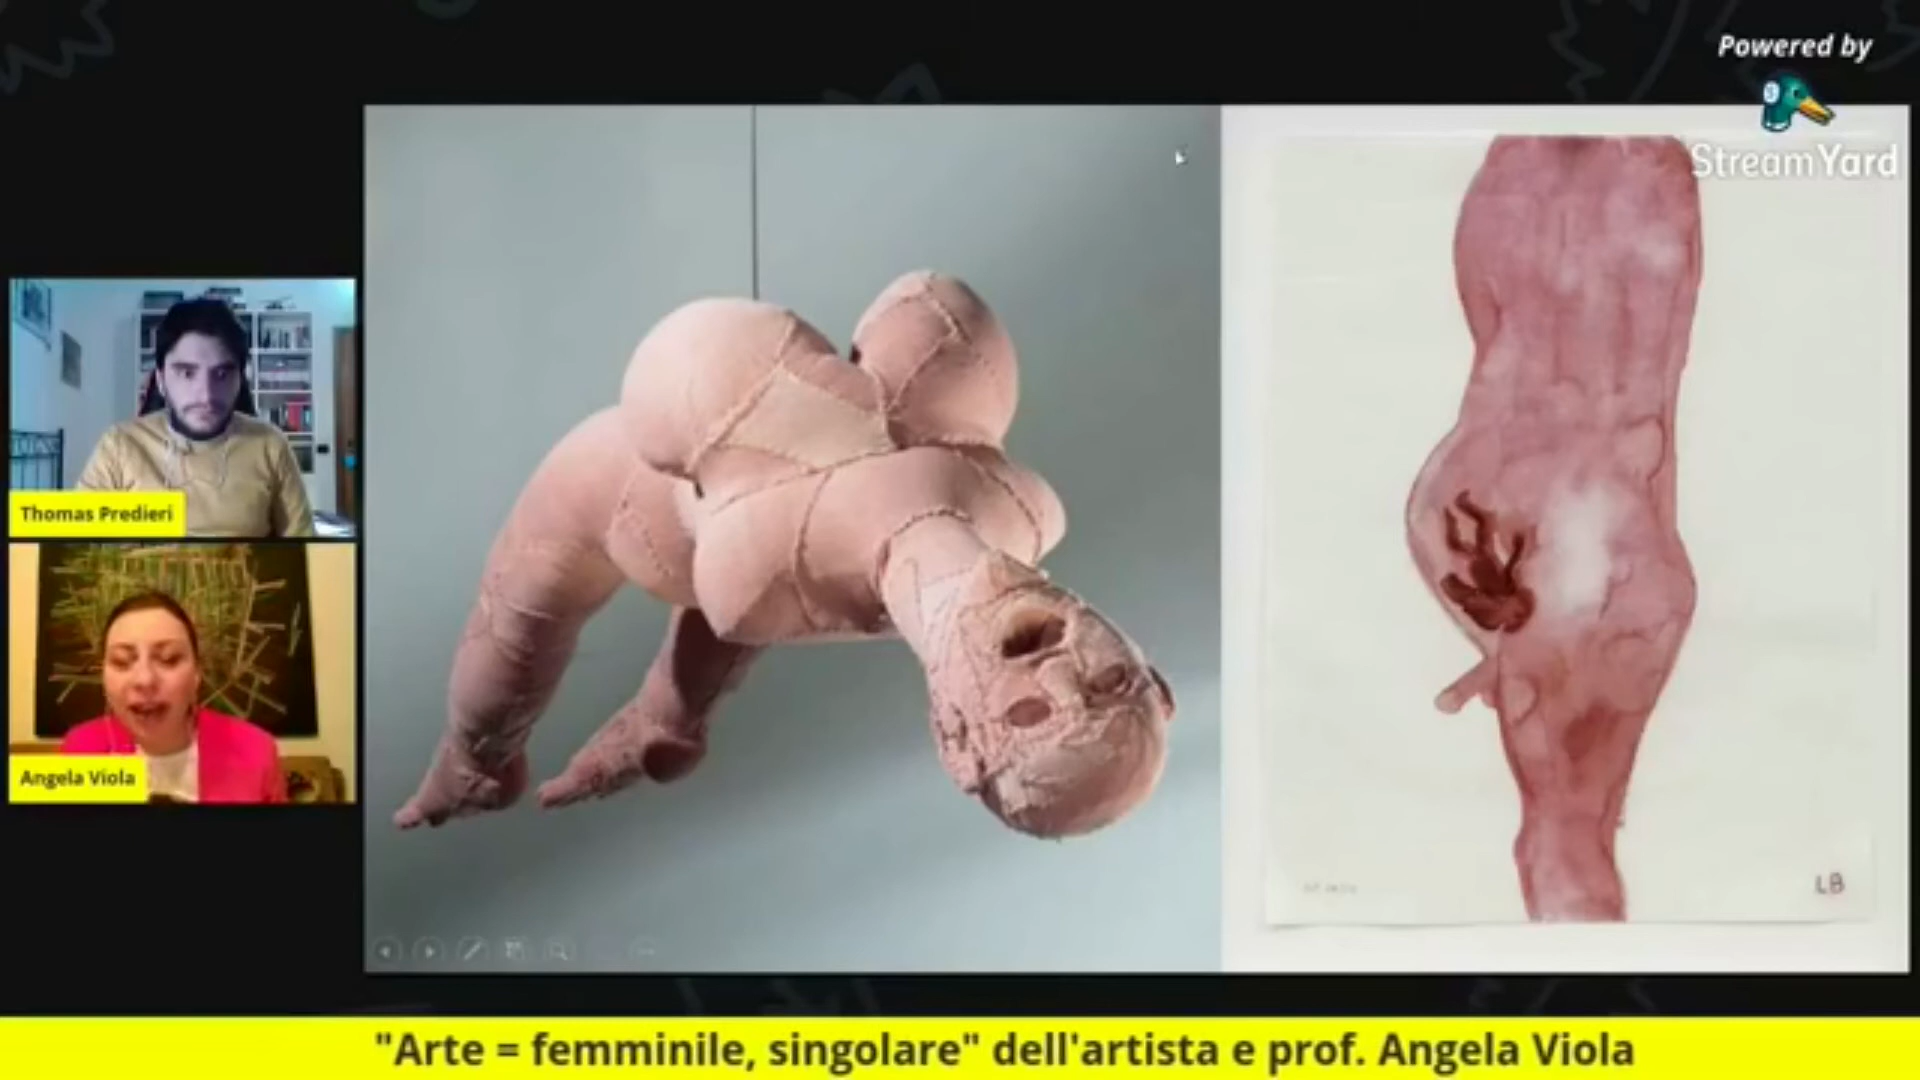 Powered by
StreamYard
Thomas Predieri
Angela Viola
LB
"Arte = femminile, singolare" dell'artista e prof. Angela Viola